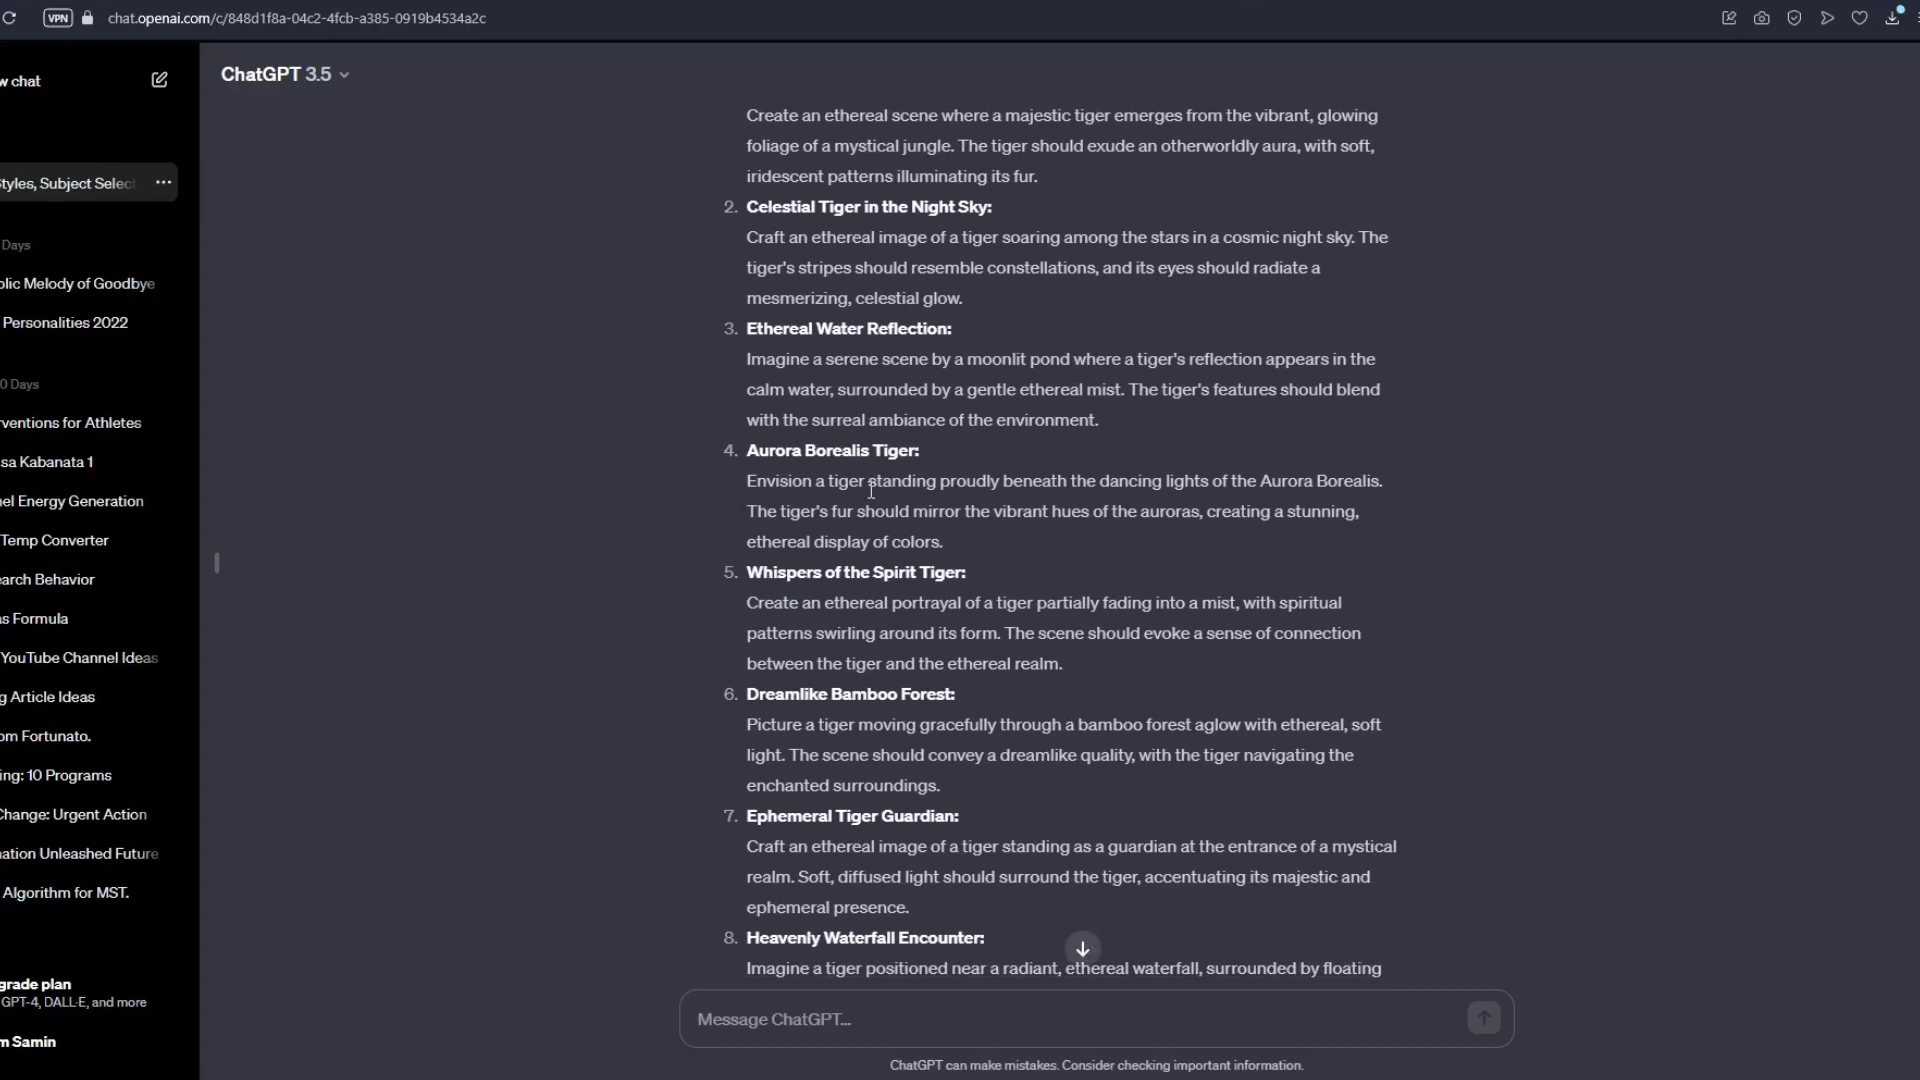 VPN
chat.openai.com/c/848d1f8a-04c2-4fcb-a385-0919b4534a2c
w chat
ChatGPT 3.5
tyles, Subject Select
Days
olic Melody of Goodbye
Personalities 2022
0 Days
rventions for Athletes
sa Kabanata 1
nel Energy Generation
Temp Converter
earch Behavior
s Formula
YouTube Channel Ideas
g Article Ideas
om Fortunato.
ing: 10 Programs
Change: Urgent Action
nation Unleashed Future
Algorithm for MST.
grade plan
GPT-4, DALL·E, and more
m Samin
Create an ethereal scene where a majestic tiger emerges from the vibrant, glowing
foliage of a mystical jungle. The tiger should exude an otherworldly aura, with soft,
iridescent patterns illuminating its fur.
2. Celestial Tiger in the Night Sky:
Craft an ethereal image of a tiger soaring among the stars in a cosmic night sky. The
tiger's stripes should resemble constellations, and its eyes should radiate a
mesmerizing, celestial glow.
3. Ethereal Water Reflection:
Imagine a serene scene by a moonlit pond where a tiger's reflection appears in the
calm water, surrounded by a gentle ethereal mist. The tiger's features should blend
with the surreal ambiance of the environment.
4. Aurora Borealis Tiger:
Envision a tiger standing proudly beneath the dancing lights of the Aurora Borealis.
The tiger's fur should mirror the vibrant hues of the auroras, creating a stunning,
ethereal display of colors.
5. Whispers of the Spirit Tiger:
Create an ethereal portrayal of a tiger partially fading into a mist, with spiritual
patterns swirling around its form. The scene should evoke a sense of connection
between the tiger and the ethereal realm.
6. Dreamlike Bamboo Forest:
Picture a tiger moving gracefully through a bamboo forest aglow with ethereal, soft
light. The scene should convey a dreamlike quality, with the tiger navigating the
enchanted surroundings.
7. Ephemeral Tiger Guardian:
Craft an ethereal image of a tiger standing as a guardian at the entrance of a mystical
realm. Soft, diffused light should surround the tiger, accentuating its majestic and
ephemeral presence.
8. Heavenly Waterfall Encounter:
Imagine a tiger positioned near a radiant, ethereal waterfall, surrounded by floating
Message ChatGPT...
ChatGPT can make mistakes. Consider checking important information.